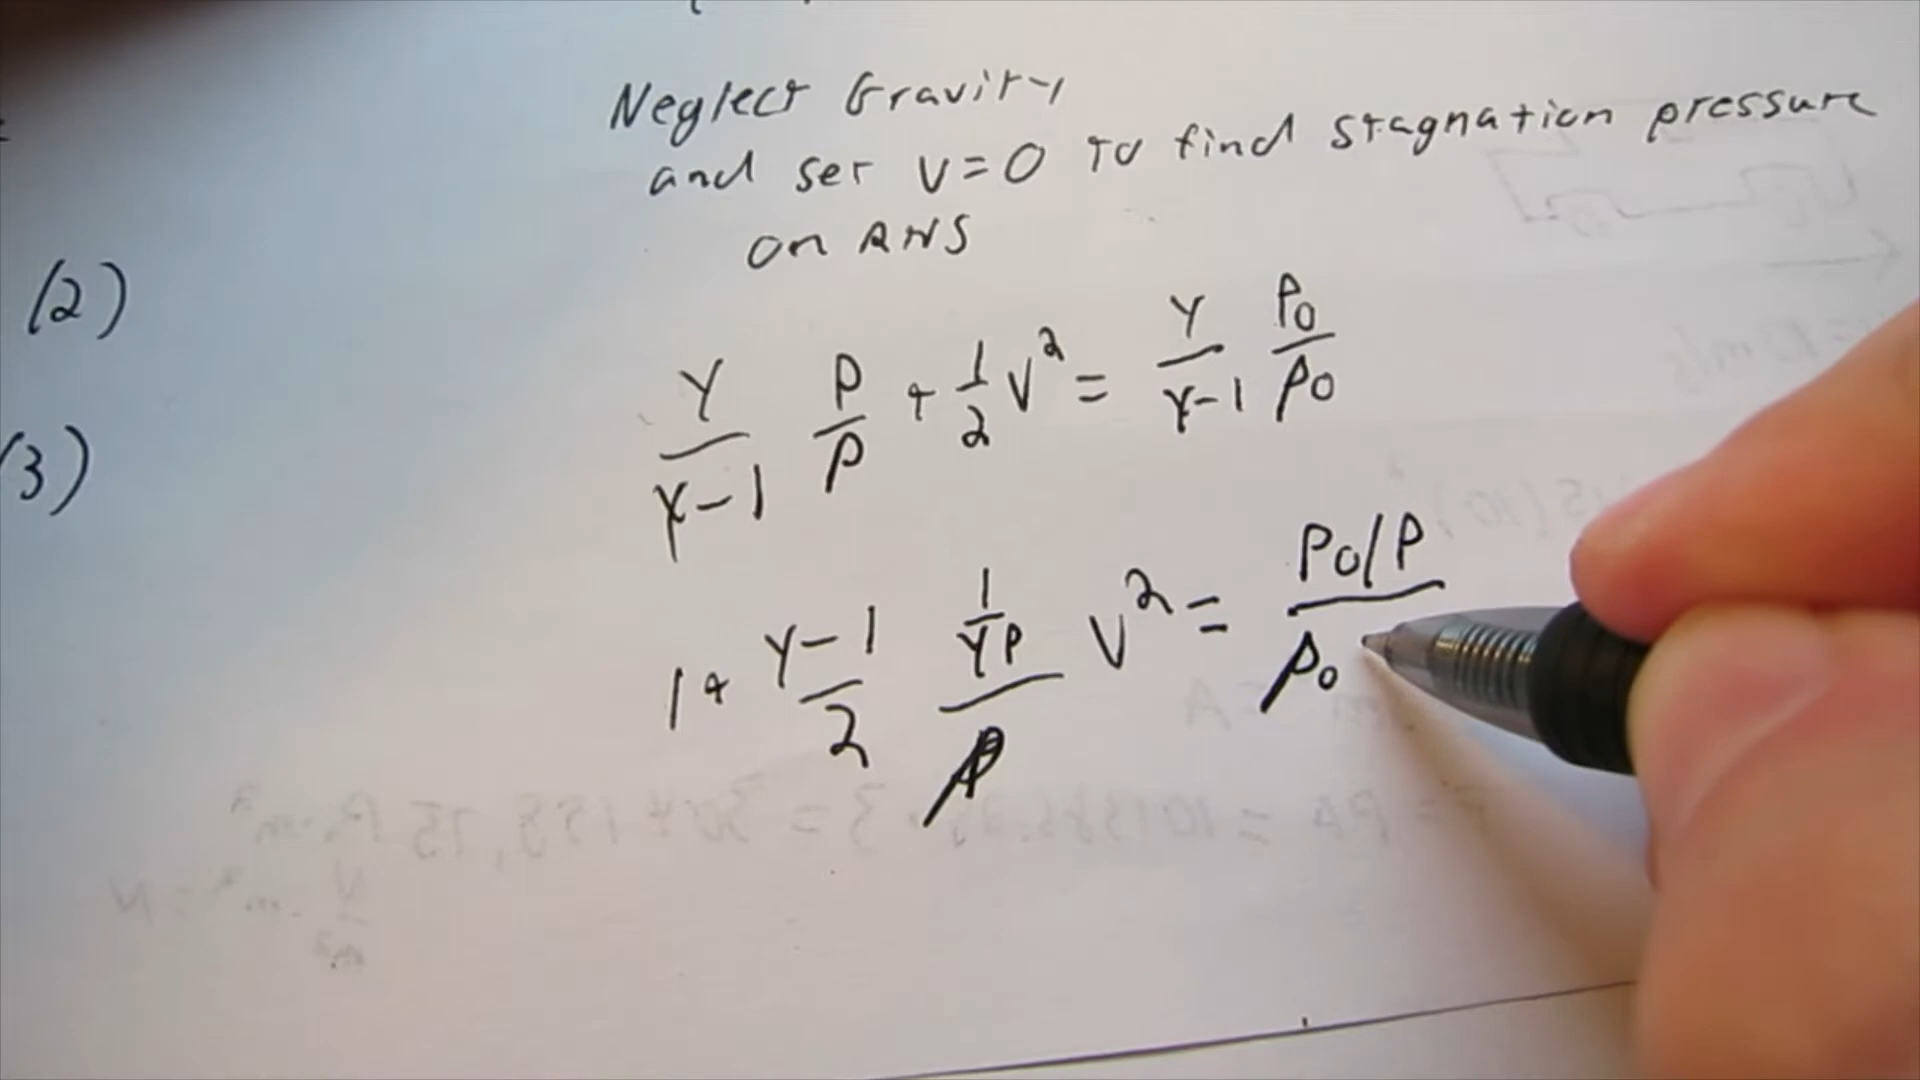 Neglect Gravity
and set V=0 to find stagnation pressure
on RHS
(2)
γ/(γ-1) P/ρ + 1/2 V² = γ/(γ-1) P0/ρ0
(3)
1 + (γ-1)/2 (1/(γP))/ρ V² = (P0/P)/ρ0